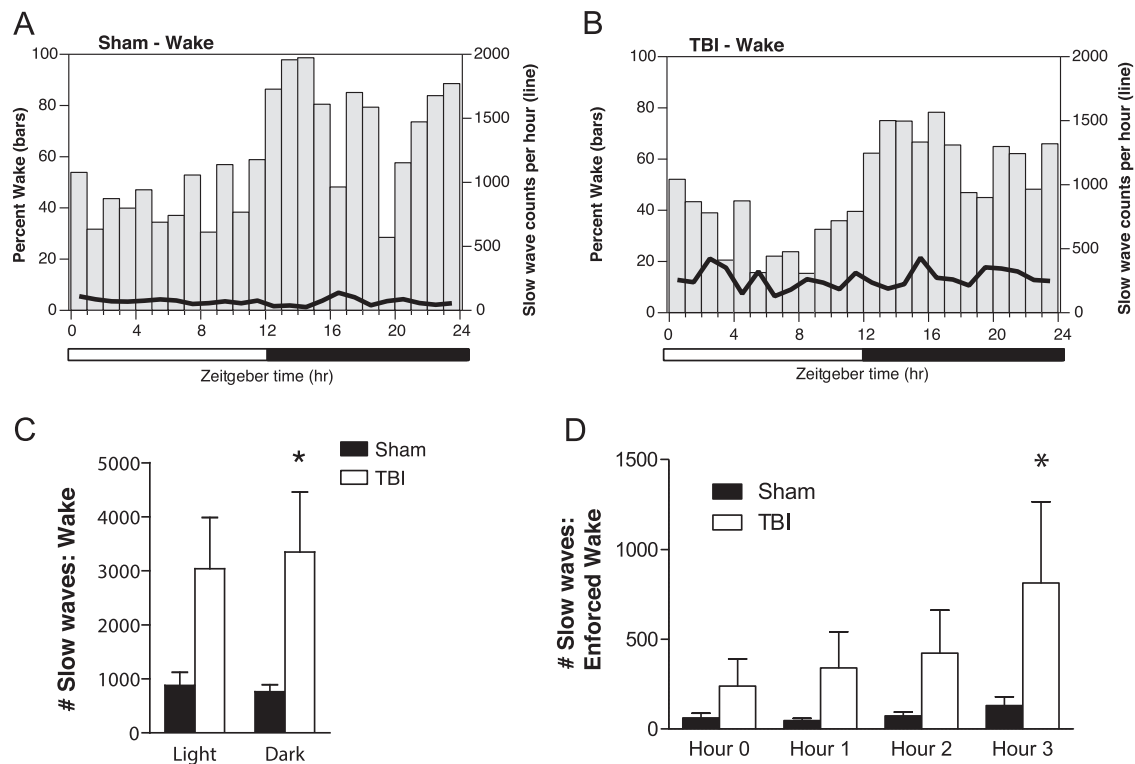 A
Sham - Wake
Percent Wake (bars)
100
80
60
40
20
0
2000
1500
1000
500
0
Slow wave counts per hour (line)
0 4 8 12 16 20 24
Zeitgeber time (hr)
B
TBI - Wake
Percent Wake (bars)
100
80
60
40
20
0
2000
1500
1000
500
0
Slow wave counts per hour (line)
0 4 8 12 16 20 24
Zeitgeber time (hr)
C
# Slow waves: Wake
5000
4000
3000
2000
1000
0
Sham
TBI
*
Light Dark
D
# Slow waves:
Enforced Wake
1500
1000
500
0
Sham
TBI
*
Hour 0 Hour 1 Hour 2 Hour 3